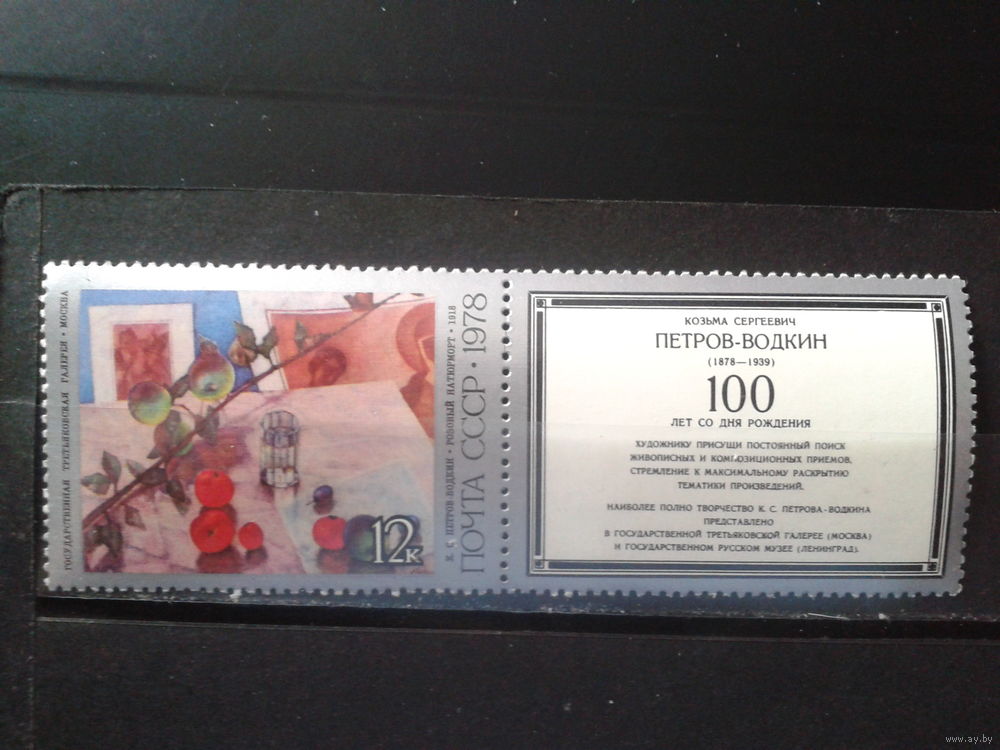 ГОСУДАРСТВЕННАЯ ТРЕТЬЯКОВСКАЯ ГАЛЕРЕЯ • МОСКВА
12к
К. С. ПЕТРОВ-ВОДКИН • РОЗОВЫЙ НАТЮРМОРТ • 1918
ПОЧТА СССР • 1978
КОЗЬМА СЕРГЕЕВИЧ
ПЕТРОВ-ВОДКИН
(1878—1939)
100
ЛЕТ СО ДНЯ РОЖДЕНИЯ
ХУДОЖНИКУ ПРИСУЩИ ПОСТОЯННЫЙ ПОИСК
ЖИВОПИСНЫХ И КОМПОЗИЦИОННЫХ ПРИЕМОВ,
СТРЕМЛЕНИЕ К МАКСИМАЛЬНОМУ РАСКРЫТИЮ
ТЕМАТИКИ ПРОИЗВЕДЕНИЙ.
НАИБОЛЕЕ ПОЛНО ТВОРЧЕСТВО К. С. ПЕТРОВА-ВОДКИНА
ПРЕДСТАВЛЕНО
В ГОСУДАРСТВЕННОЙ ТРЕТЬЯКОВСКОЙ ГАЛЕРЕЕ (МОСКВА)
И ГОСУДАРСТВЕННОМ РУССКОМ МУЗЕЕ (ЛЕНИНГРАД).
www.ay.by